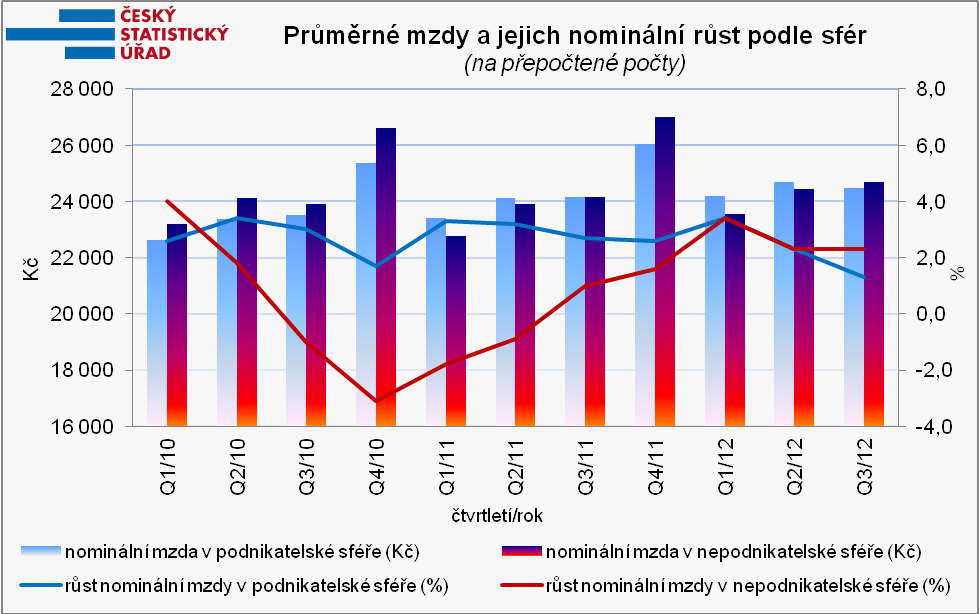 ČESKÝ
STATISTICKÝ
ÚŘAD
Průměrné mzdy a jejich nominální růst podle sfér
(na přepočtené počty)
28 000
26 000
24 000
22 000
20 000
18 000
16 000
Kč
8,0
6,0
4,0
2,0
0,0
-2,0
-4,0
%
Q1/10
Q2/10
Q3/10
Q4/10
Q1/11
Q2/11
Q3/11
Q4/11
Q1/12
Q2/12
Q3/12
čtvrtletí/rok
nominální mzda v podnikatelské sféře (Kč)
nominální mzda v nepodnikatelské sféře (Kč)
růst nominální mzdy v podnikatelské sféře (%)
růst nominální mzdy v nepodnikatelské sféře (%)